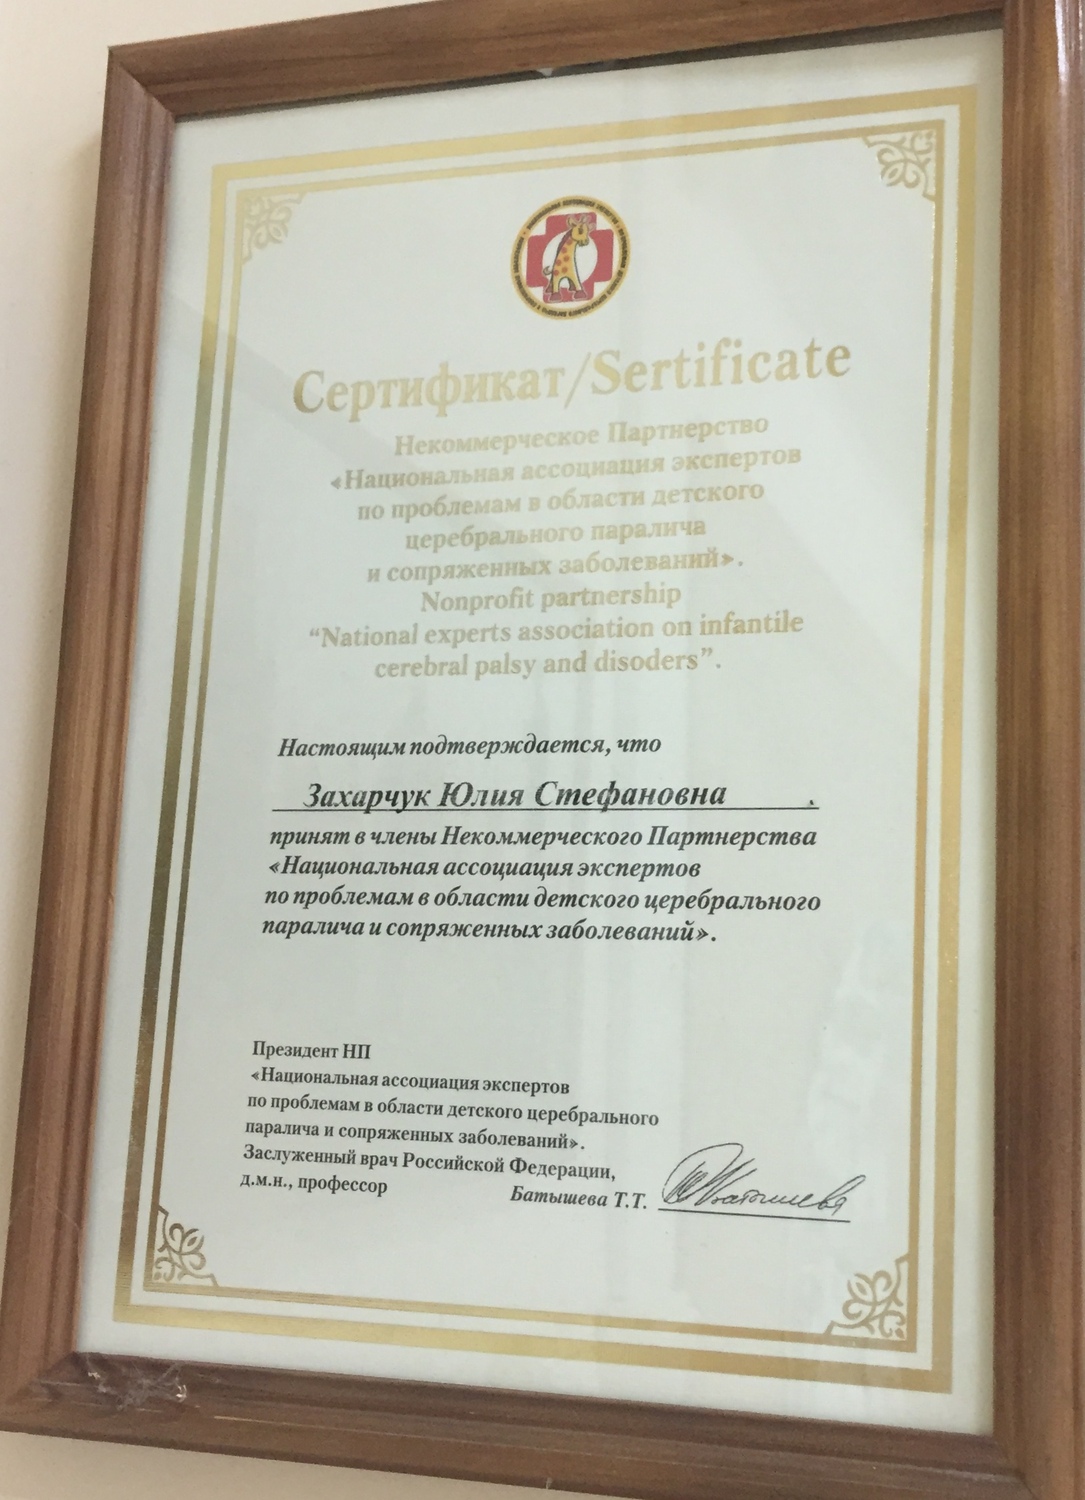 Сертификат/Sertificate
Некоммерческое Партнерство
«Национальная ассоциация экспертов
по проблемам в области детского
церебрального паралича
и сопряженных заболеваний».
Nonprofit partnership
“National experts association on infantile
cerebral palsy and disoders”.
Настоящим подтверждается, что
Захарчук Юлия Стефановна .
принят в члены Некоммерческого Партнерства
«Национальная ассоциация экспертов
по проблемам в области детского церебрального
паралича и сопряженных заболеваний».
Президент НП
«Национальная ассоциация экспертов
по проблемам в области детского церебрального
паралича и сопряженных заболеваний».
Заслуженный врач Российской Федерации,
д.м.н., профессор
Батышева Т.Т.